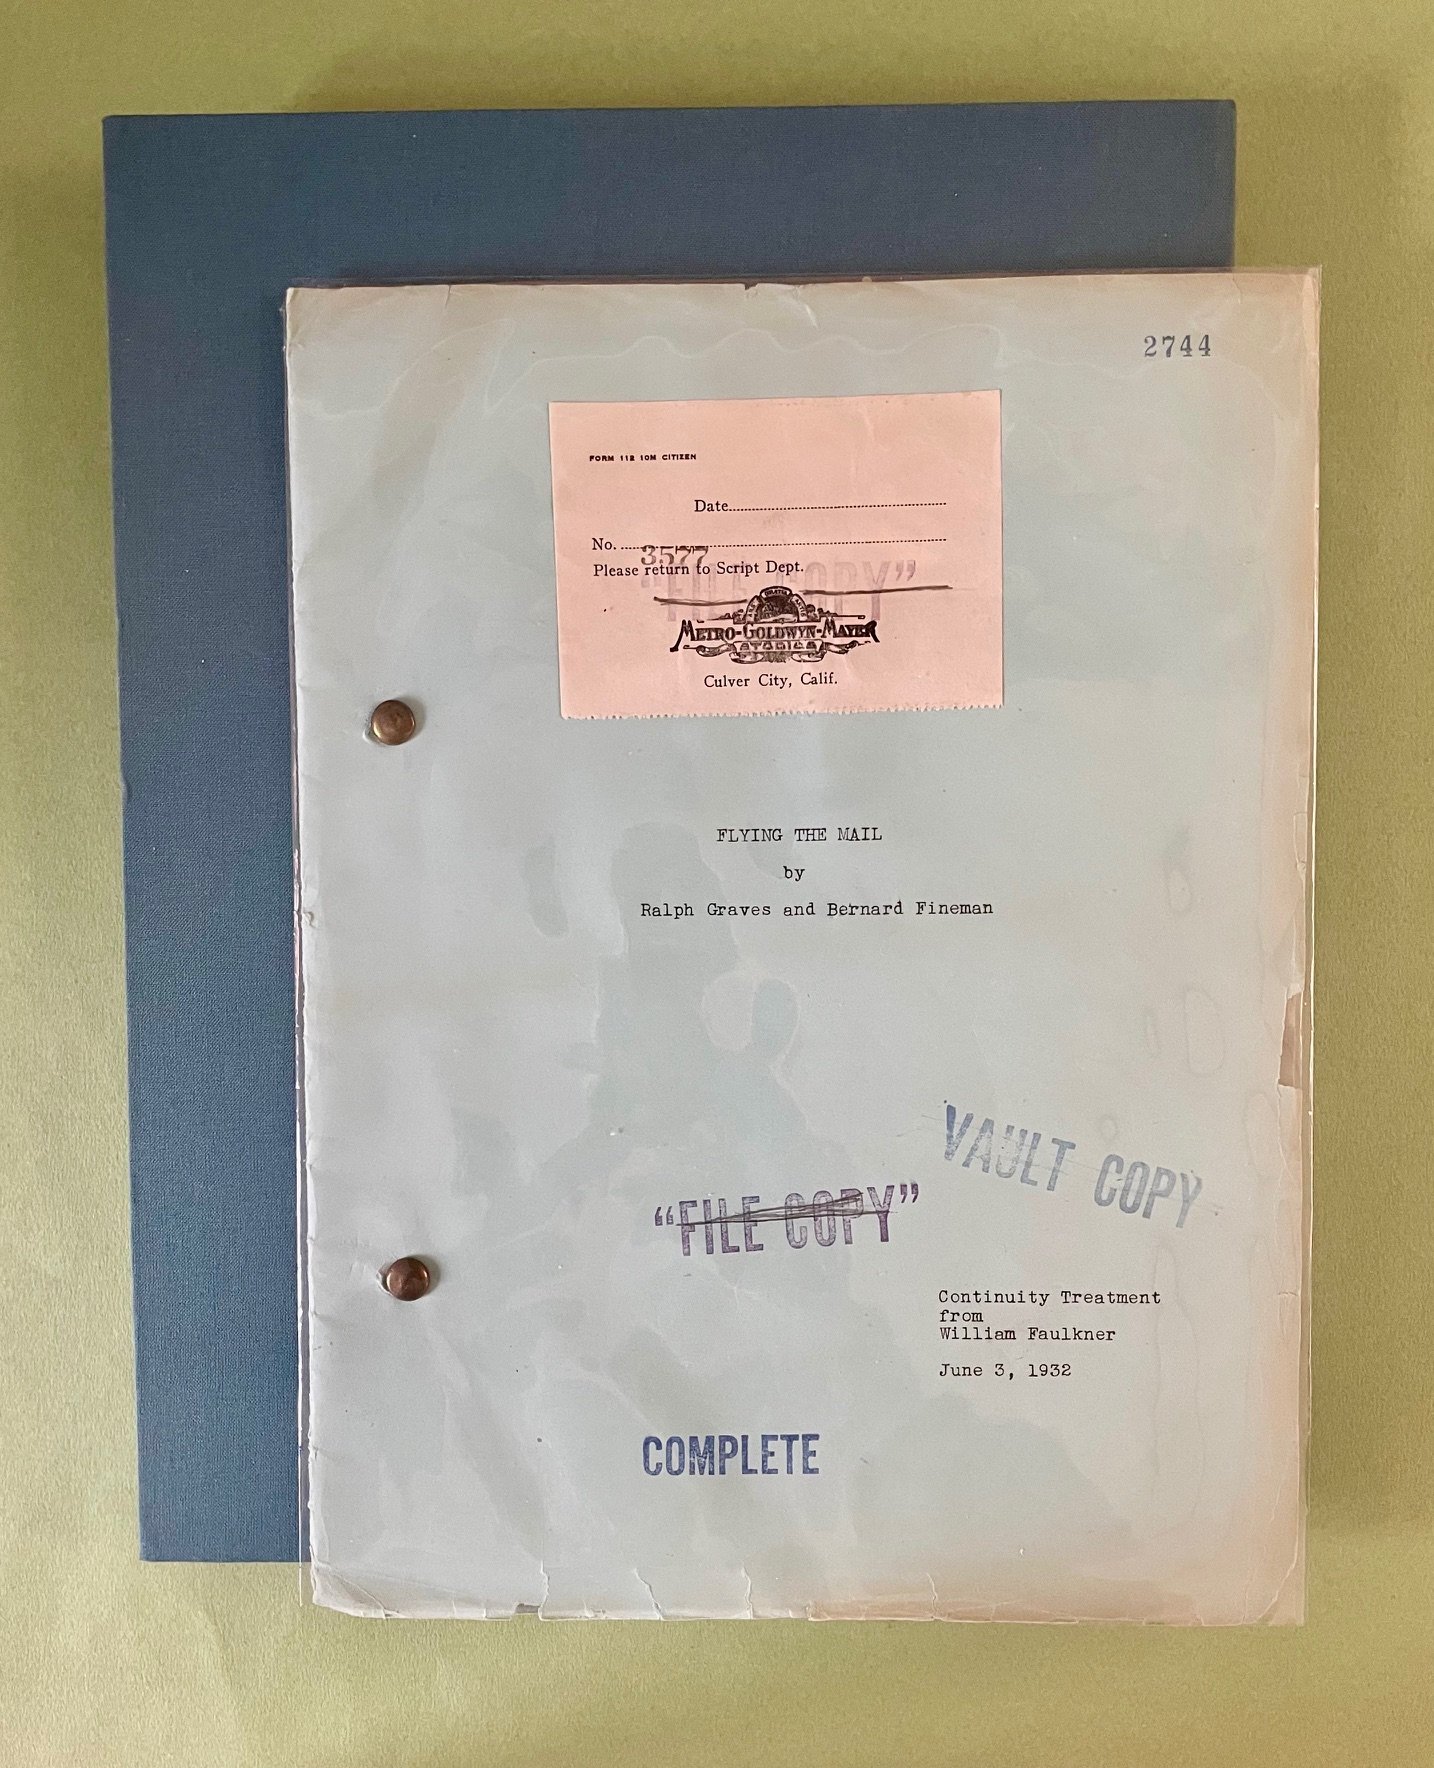 2744
FORM 112 10M CITIZEN
Date
No.
3577
Please return to Script Dept.
"FILE COPY"
METRO-GOLDWYN-MAYER
STUDIOS
Culver City, Calif.
FLYING THE MAIL
by
Ralph Graves and Bernard Fineman
VAULT COPY
"FILE COPY"
Continuity Treatment
from
William Faulkner
June 3, 1932
COMPLETE